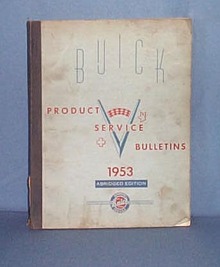 BUICK
PRODUCT
SERVICE
BULLETINS
1953
ABRIDGED EDITION